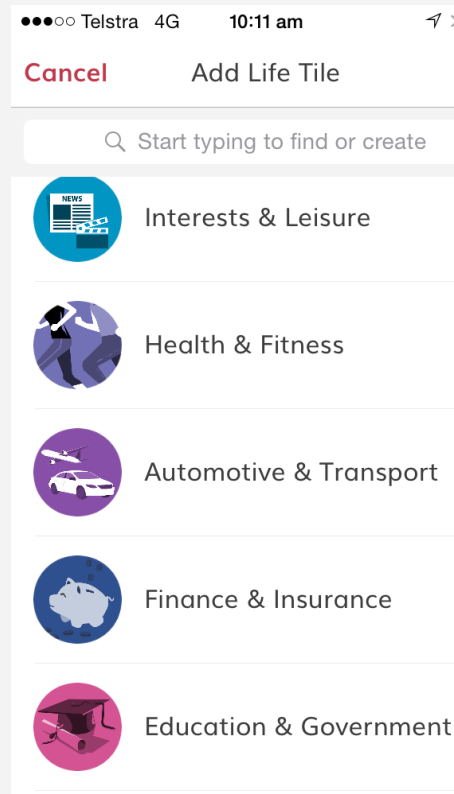 Telstra 4G 10:11 am
Cancel Add Life Tile
Start typing to find or create
NEWS
Interests & Leisure
Health & Fitness
Automotive & Transport
Finance & Insurance
Education & Government